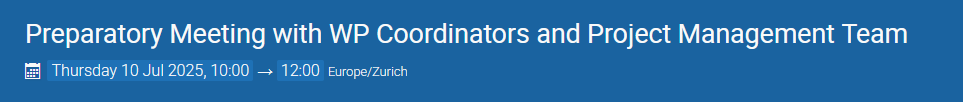 Preparatory Meeting with WP Coordinators and Project Management Team
Thursday 10 Jul 2025, 10:00 → 12:00 Europe/Zurich